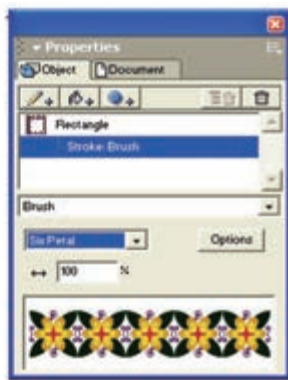 Properties
Object Document
Rectangle
Stroke: Brush
Brush
Six Petal Options
100 %